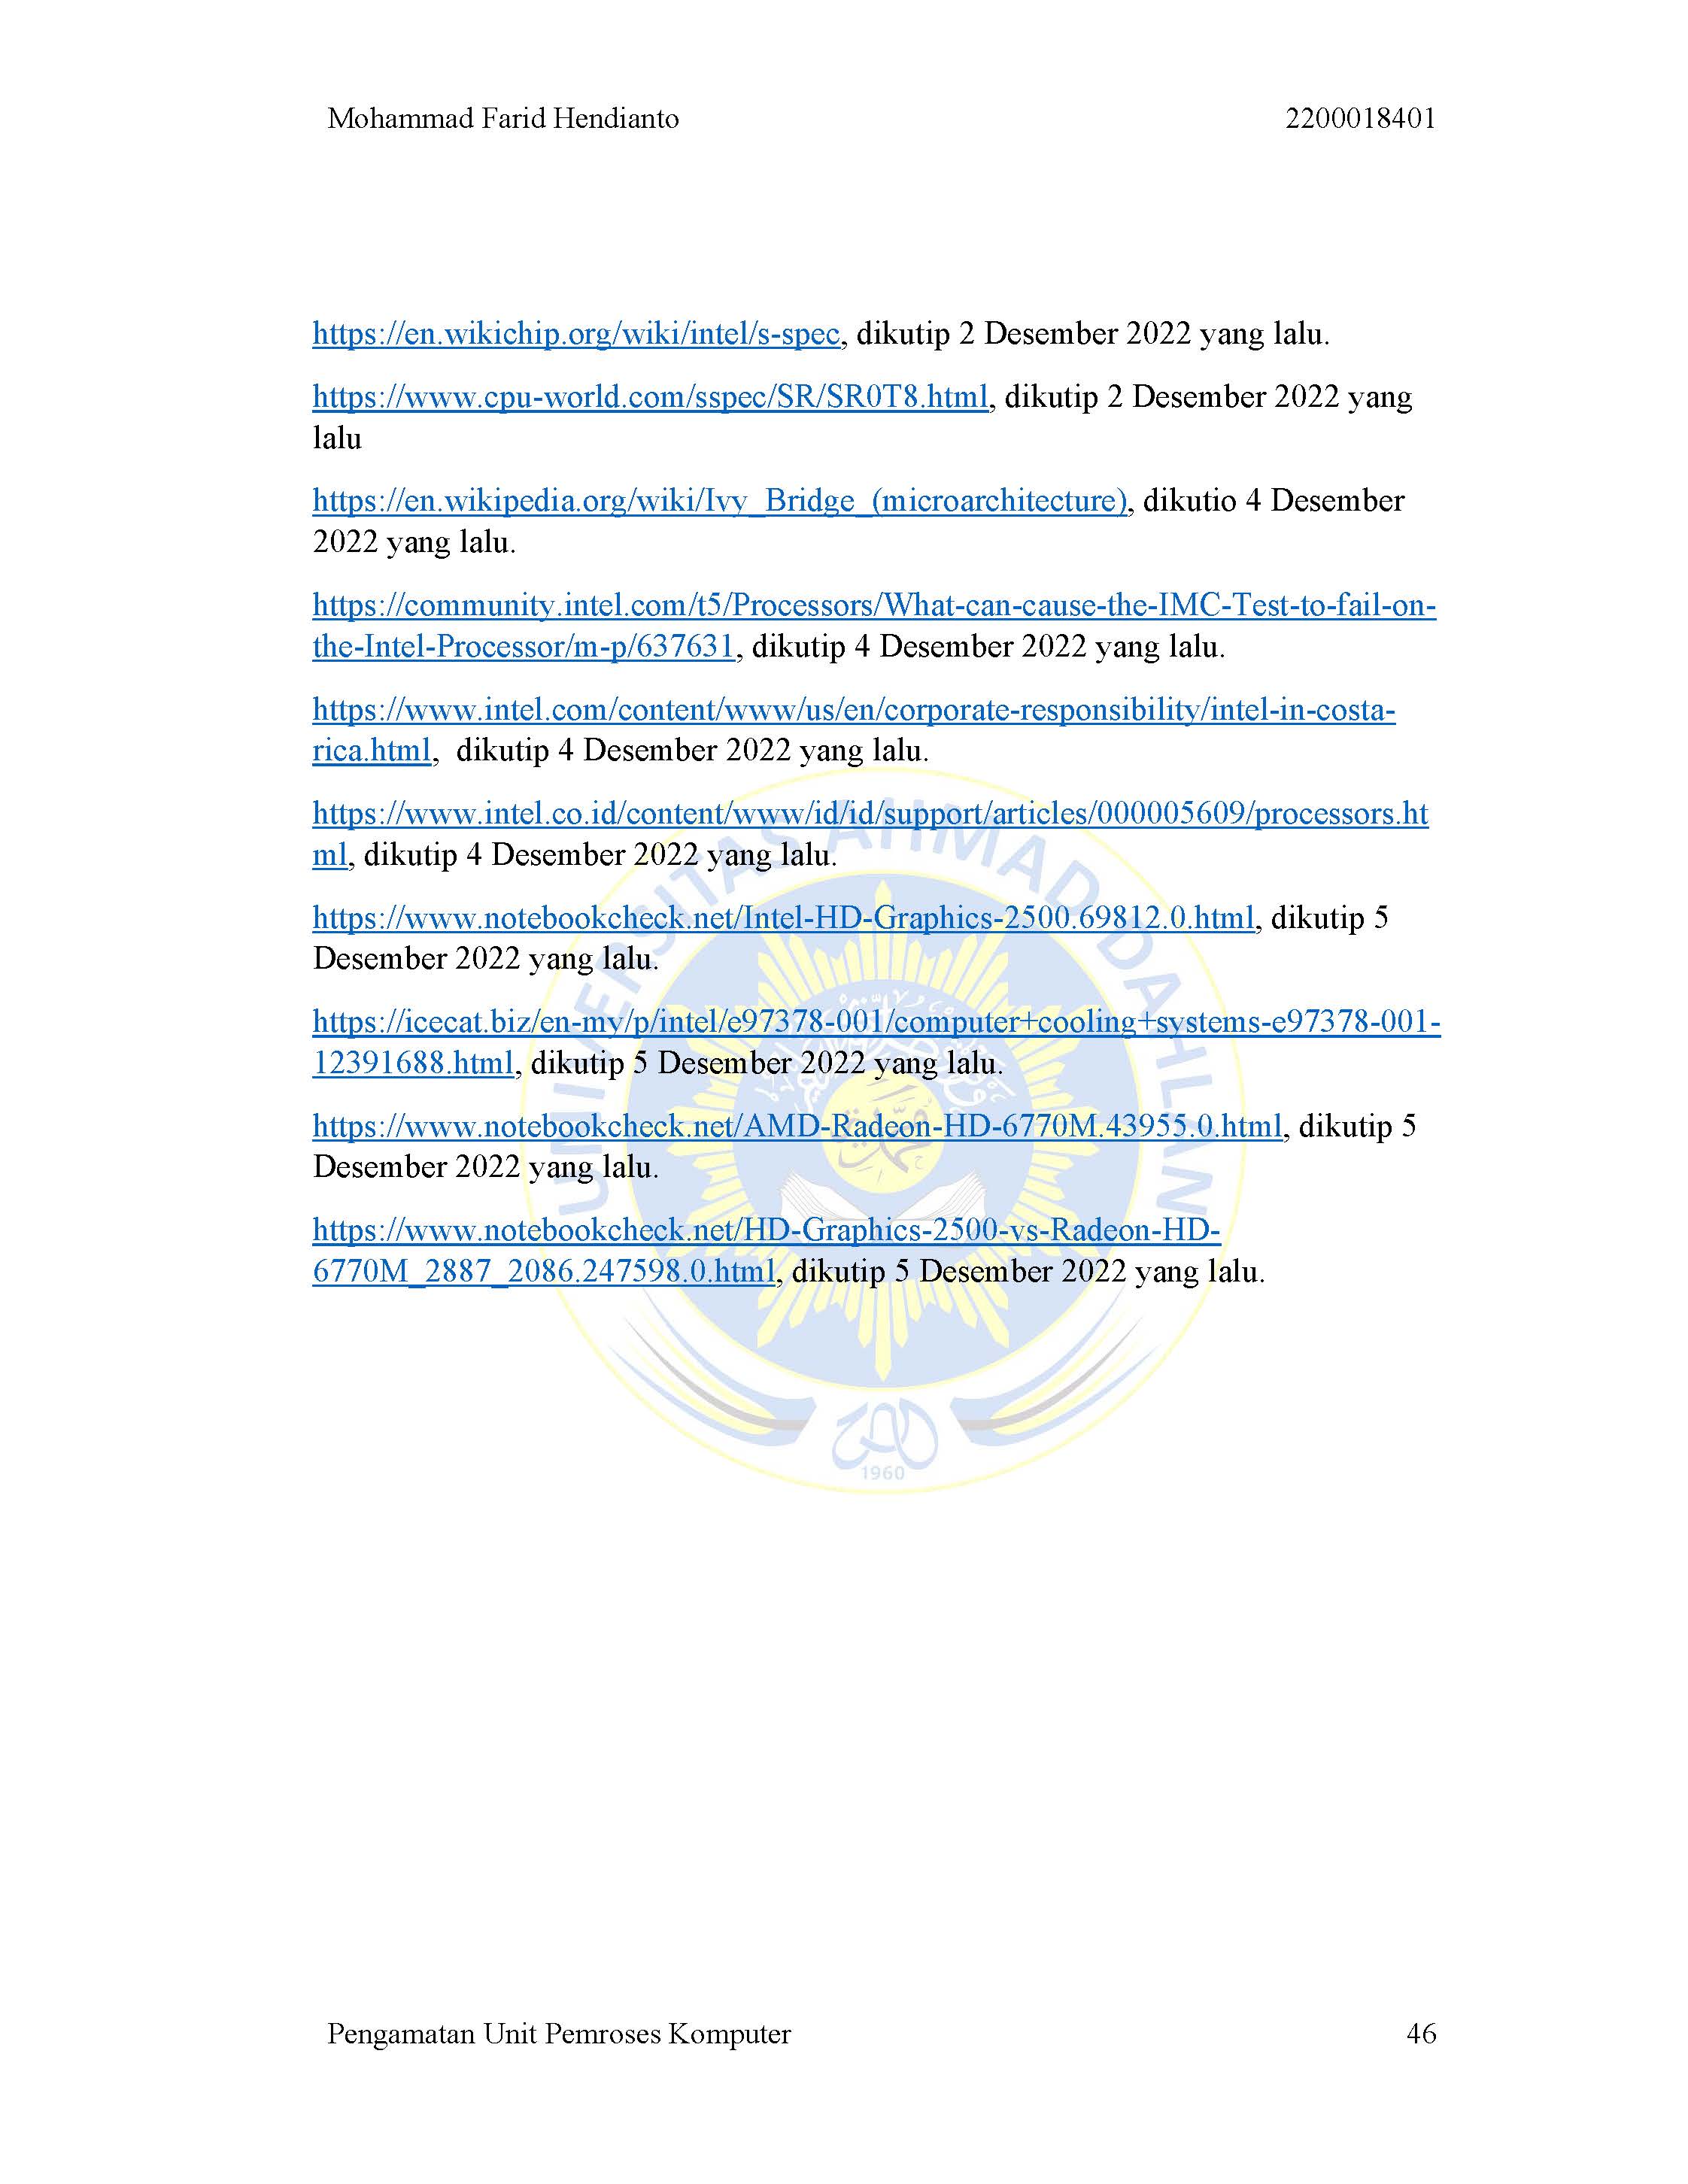 Mohammad Farid Hendianto 2200018401
https://en.wikichip.org/wiki/intel/s-spec, dikutip 2 Desember 2022 yang lalu.
https://www.cpu-world.com/sspec/SR/SR0T8.html, dikutip 2 Desember 2022 yang
lalu
https://en.wikipedia.org/wiki/Ivy_Bridge_(microarchitecture), dikutio 4 Desember
2022 yang lalu.
https://community.intel.com/t5/Processors/What-can-cause-the-IMC-Test-to-fail-on-
the-Intel-Processor/m-p/637631, dikutip 4 Desember 2022 yang lalu.
https://www.intel.com/content/www/us/en/corporate-responsibility/intel-in-costa-
rica.html,  dikutip 4 Desember 2022 yang lalu.
https://www.intel.co.id/content/www/id/id/support/articles/000005609/processors.ht
ml, dikutip 4 Desember 2022 yang lalu.
https://www.notebookcheck.net/Intel-HD-Graphics-2500.69812.0.html, dikutip 5
Desember 2022 yang lalu.
https://icecat.biz/en-my/p/intel/e97378-001/computer+cooling+systems-e97378-001-
12391688.html, dikutip 5 Desember 2022 yang lalu.
https://www.notebookcheck.net/AMD-Radeon-HD-6770M.43955.0.html, dikutip 5
Desember 2022 yang lalu.
https://www.notebookcheck.net/HD-Graphics-2500-vs-Radeon-HD-
6770M_2887_2086.247598.0.html, dikutip 5 Desember 2022 yang lalu.
UNIVERSITAS AHMAD DAHLAN
1960
Pengamatan Unit Pemroses Komputer 46